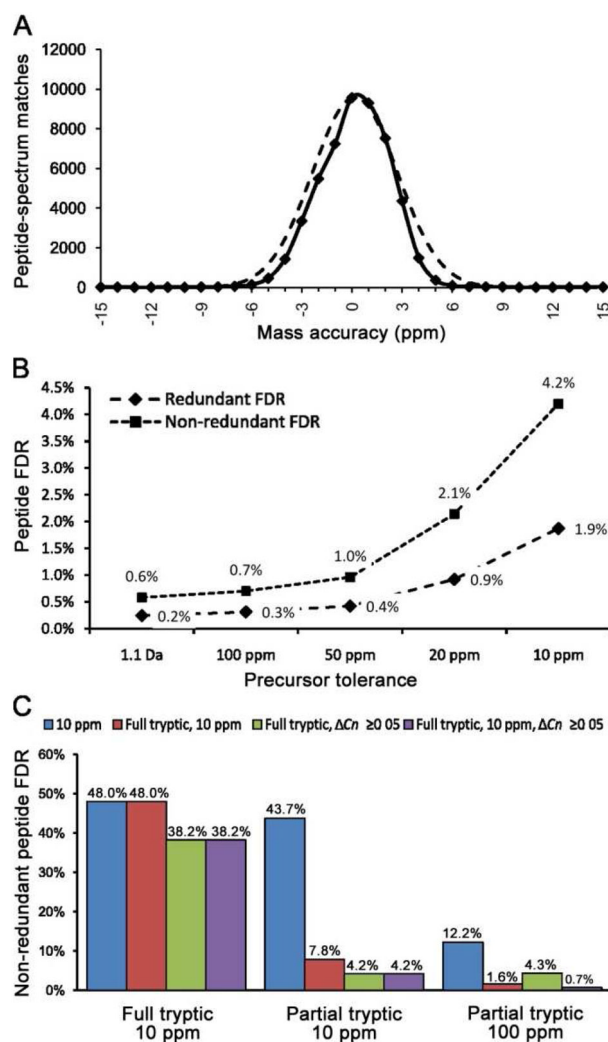 A
Peptide-spectrum matches
12000
10000
8000
6000
4000
2000
0
-15
-12
-9
-6
-3
0
3
6
9
12
15
Mass accuracy (ppm)
B
Peptide FDR
4.5%
4.0%
3.5%
3.0%
2.5%
2.0%
1.5%
1.0%
0.5%
0.0%
Redundant FDR
Non-redundant FDR
4.2%
2.1%
1.9%
1.0%
0.9%
0.6%
0.7%
0.2%
0.3%
0.4%
1.1 Da
100 ppm
50 ppm
20 ppm
10 ppm
Precursor tolerance
C
10 ppm
Full tryptic, 10 ppm
Full tryptic, ΔCn ≥0 05
Full tryptic, 10 ppm, ΔCn ≥0 05
Non-redundant peptide FDR
60%
50%
40%
30%
20%
10%
0%
48.0%
48.0%
38.2%
38.2%
43.7%
7.8%
4.2%
4.2%
12.2%
1.6%
4.3%
0.7%
Full tryptic
10 ppm
Partial tryptic
10 ppm
Partial tryptic
100 ppm